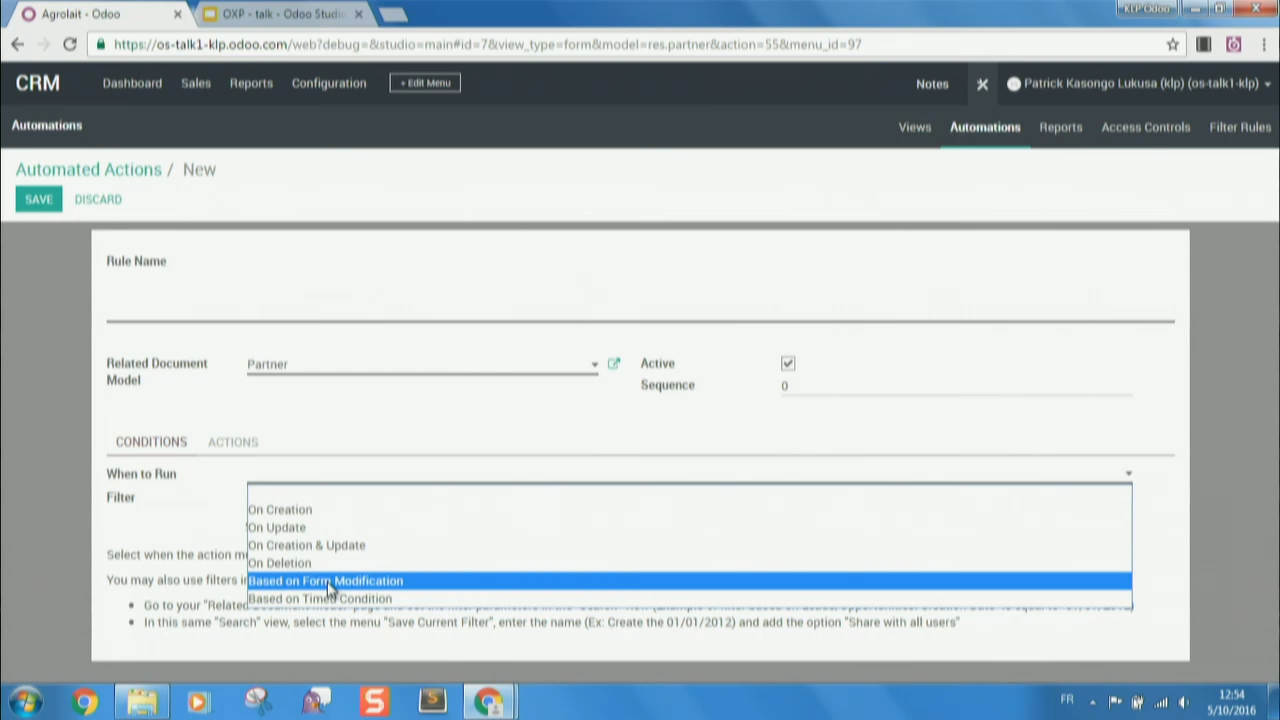 Agrolait - Odoo
OXP - talk - Odoo Studio
KLP Odoo
https://os-talk1-klp.odoo.com/web?debug=&studio=main#id=7&view_type=form&model=res.partner&action=55&menu_id=97
CRM
Dashboard
Sales
Reports
Configuration
+ Edit Menu
Notes
Patrick Kasongo Lukusa (klp) (os-talk1-klp)
Automations
Views
Automations
Reports
Access Controls
Filter Rules
Automated Actions / New
SAVE
DISCARD
Rule Name
Related Document
Model
Partner
Active
Sequence
0
CONDITIONS
ACTIONS
When to Run
Filter
On Creation
On Update
On Creation & Update
On Deletion
Based on Form Modification
Based on Timed Condition
Select when the action m
You may also use filters i
Go to your "Related
In this same "Search" view, select the menu "Save Current Filter", enter the name (Ex: Create the 01/01/2012) and add the option "Share with all users"
FR
12:54
5/10/2016